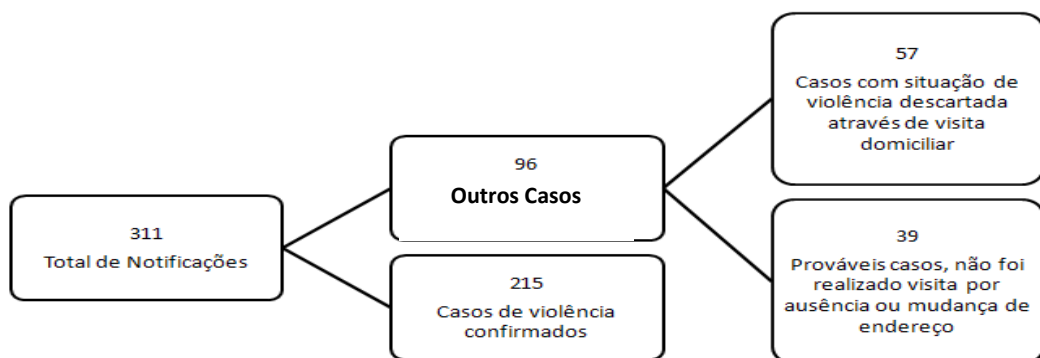 311
Total de Notificações
96
Outros Casos
215
Casos de violência
confirmados
57
Casos com situação de
violência descartada
através de visita
domiciliar
39
Prováveis casos, não foi
realizado visita por
ausência ou mudança de
endereço